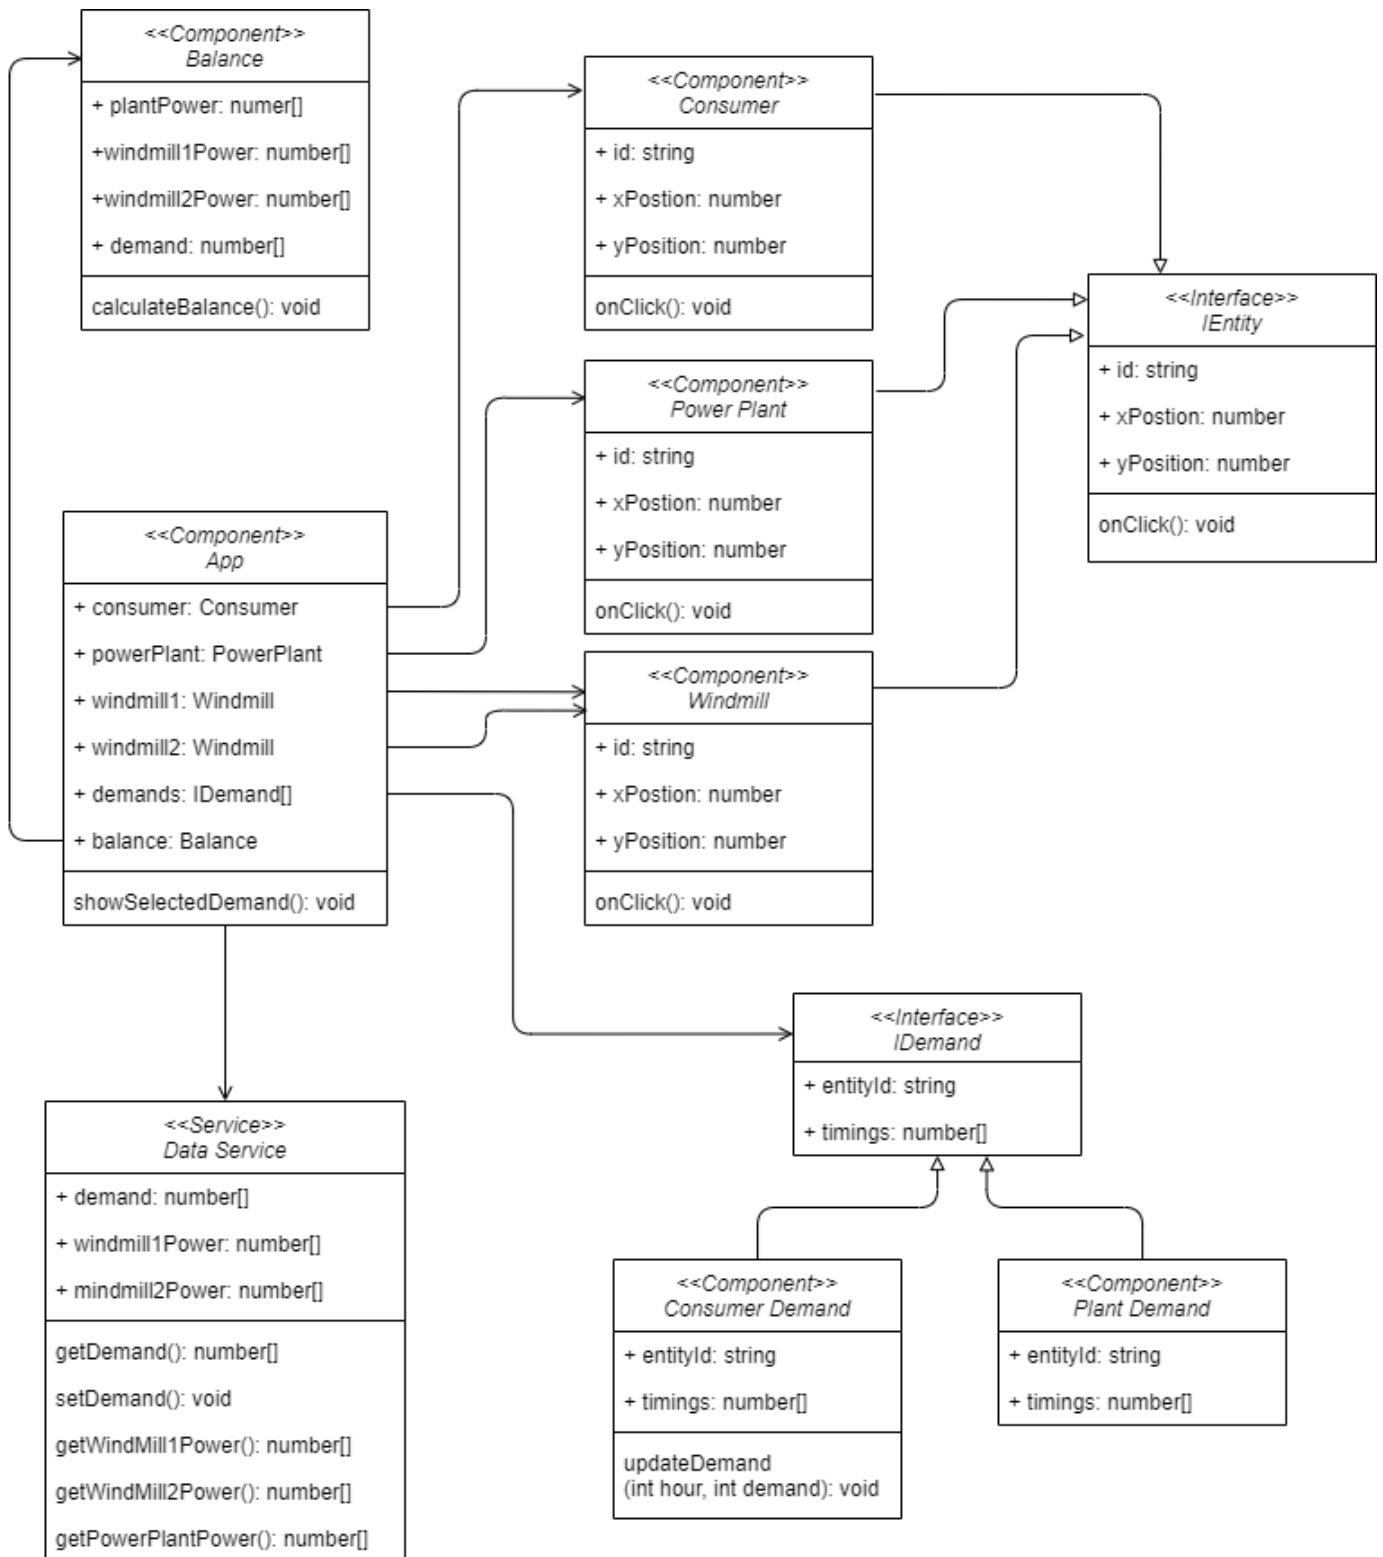 <<Component>>
Balance
+ plantPower: numer[]
+windmill1Power: number[]
+windmill2Power: number[]
+ demand: number[]
calculateBalance(): void
<<Component>>
Consumer
+ id: string
+ xPostion: number
+ yPosition: number
onClick(): void
<<Interface>>
IEntity
+ id: string
+ xPostion: number
+ yPosition: number
onClick(): void
<<Component>>
Power Plant
+ id: string
+ xPostion: number
+ yPosition: number
onClick(): void
<<Component>>
App
+ consumer: Consumer
+ powerPlant: PowerPlant
+ windmill1: Windmill
+ windmill2: Windmill
+ demands: IDemand[]
+ balance: Balance
showSelectedDemand(): void
<<Component>>
Windmill
+ id: string
+ xPostion: number
+ yPosition: number
onClick(): void
<<Interface>>
IDemand
+ entityId: string
+ timings: number[]
<<Service>>
Data Service
+ demand: number[]
+ windmill1Power: number[]
+ mindmill2Power: number[]
getDemand(): number[]
setDemand(): void
getWindMill1Power(): number[]
getWindMill2Power(): number[]
getPowerPlantPower(): number[]
<<Component>>
Consumer Demand
+ entityId: string
+ timings: number[]
updateDemand
(int hour, int demand): void
<<Component>>
Plant Demand
+ entityId: string
+ timings: number[]